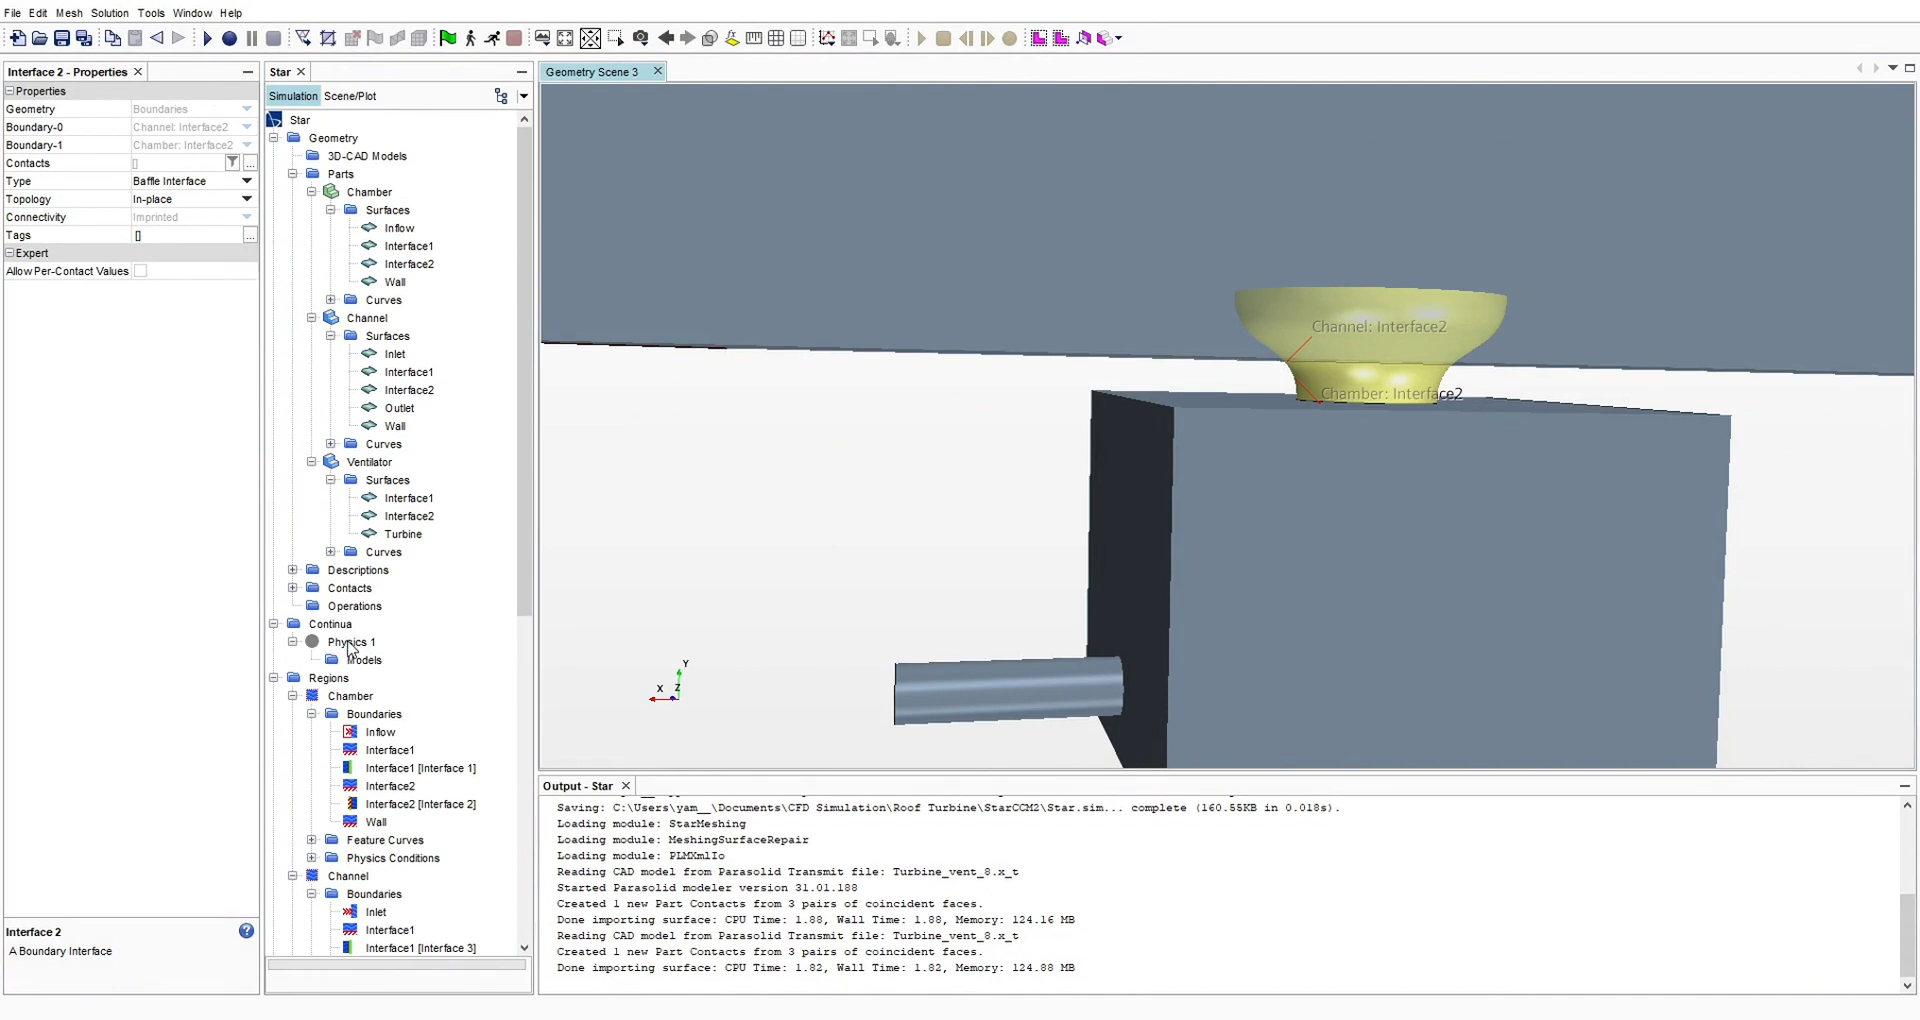 File Edit Mesh Solution Tools Window Help
Interface 2 - Properties
Properties
Geometry Boundaries
Boundary-0 Channel: Interface2
Boundary-1 Chamber: Interface2
Contacts []
Type Baffle Interface
Topology In-place
Connectivity Imprinted
Tags []
Expert
Allow Per-Contact Values
Interface 2
A Boundary Interface
Star
Simulation Scene/Plot
Star
Geometry
3D-CAD Models
Parts
Chamber
Surfaces
Inflow
Interface1
Interface2
Wall
Curves
Channel
Surfaces
Inlet
Interface1
Interface2
Outlet
Wall
Curves
Ventilator
Surfaces
Interface1
Interface2
Turbine
Curves
Descriptions
Contacts
Operations
Continua
Physics 1
Models
Regions
Chamber
Boundaries
Inflow
Interface1
Interface1 [Interface 1]
Interface2
Interface2 [Interface 2]
Wall
Feature Curves
Physics Conditions
Channel
Boundaries
Inlet
Interface1
Interface1 [Interface 3]
Geometry Scene 3
Channel: Interface2
Chamber: Interface2
Y
X Z
Output - Star
Saving: C:\Users\yam__\Documents\CFD Simulation\Roof Turbine\StarCCM2\Star.sim... complete (160.55KB in 0.018s).
Loading module: StarMeshing
Loading module: MeshingSurfaceRepair
Loading module: PLMXmlIo
Reading CAD model from Parasolid Transmit file: Turbine_vent_8.x_t
Started Parasolid modeler version 31.01.188
Created 1 new Part Contacts from 3 pairs of coincident faces.
Done importing surface: CPU Time: 1.88, Wall Time: 1.88, Memory: 124.16 MB
Reading CAD model from Parasolid Transmit file: Turbine_vent_8.x_t
Created 1 new Part Contacts from 3 pairs of coincident faces.
Done importing surface: CPU Time: 1.82, Wall Time: 1.82, Memory: 124.88 MB